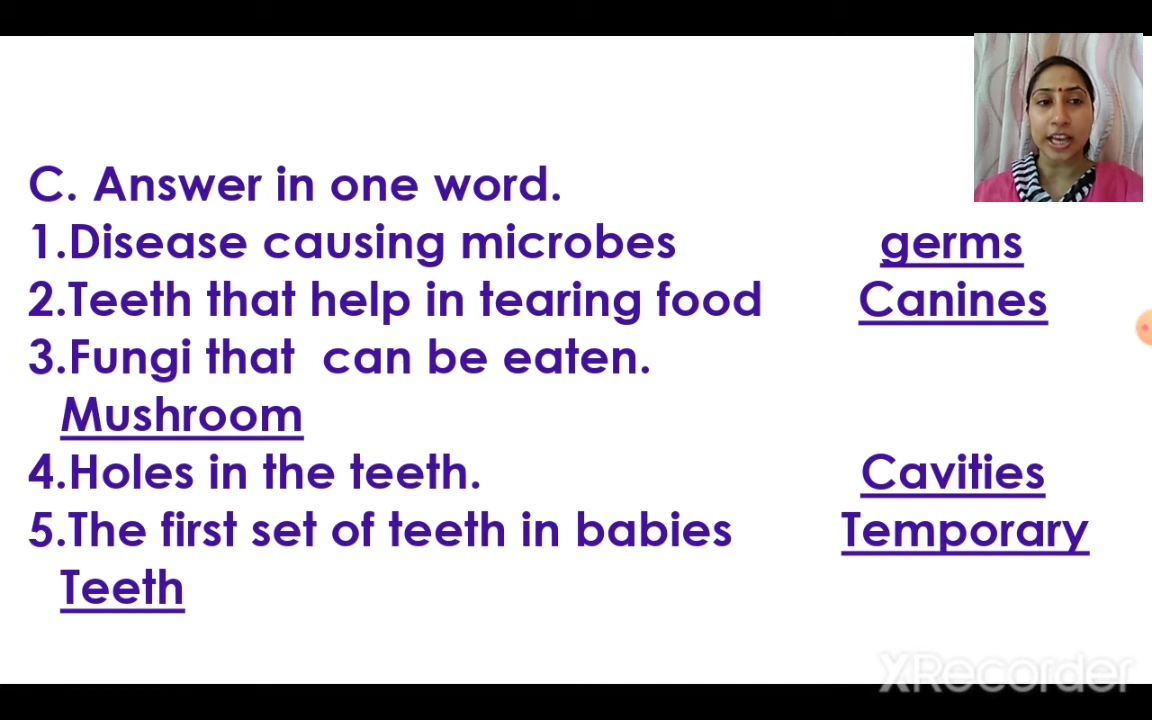 C. Answer in one word.
1.Disease causing microbes germs
2.Teeth that help in tearing food Canines
3.Fungi that can be eaten.
Mushroom
4.Holes in the teeth. Cavities
5.The first set of teeth in babies Temporary
Teeth
XRecorder